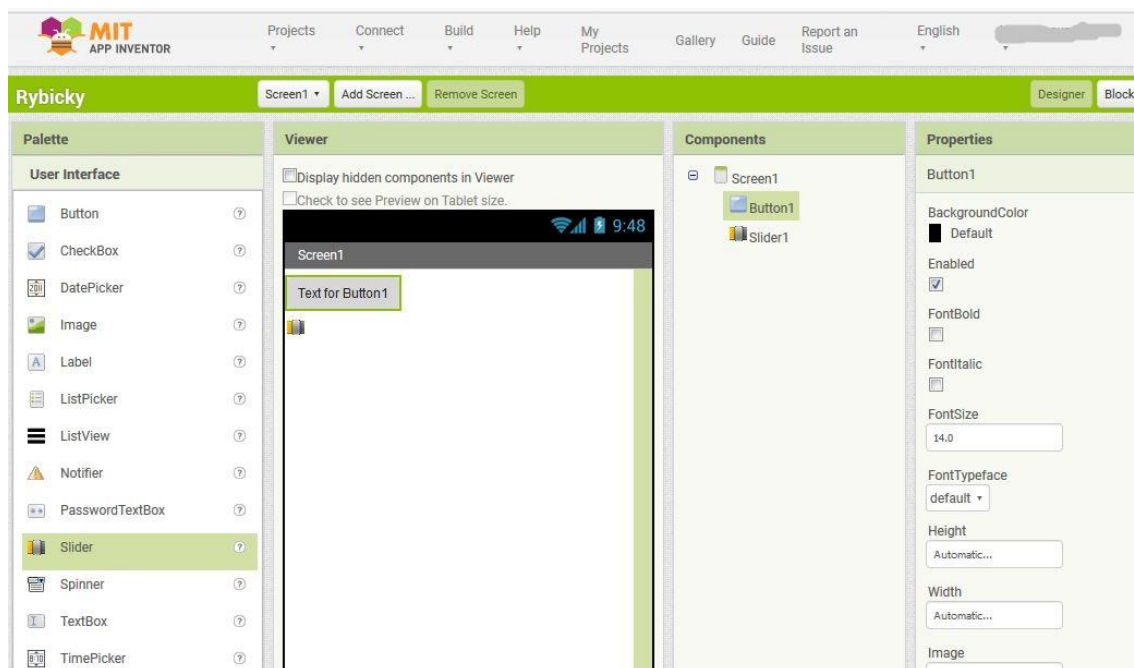 MIT
APP INVENTOR
Projects
Connect
Build
Help
My
Projects
Gallery
Guide
Report an
Issue
English
Rybicky
Screen1
Add Screen ...
Remove Screen
Designer
Block
Palette
User Interface
Button
CheckBox
DatePicker
Image
Label
ListPicker
ListView
Notifier
PasswordTextBox
Slider
Spinner
TextBox
TimePicker
Viewer
Display hidden components in Viewer
Check to see Preview on Tablet size.
9:48
Screen1
Text for Button1
Components
Screen1
Button1
Slider1
Properties
Button1
BackgroundColor
Default
Enabled
FontBold
FontItalic
FontSize
14.0
FontTypeface
default
Height
Automatic...
Width
Automatic...
Image